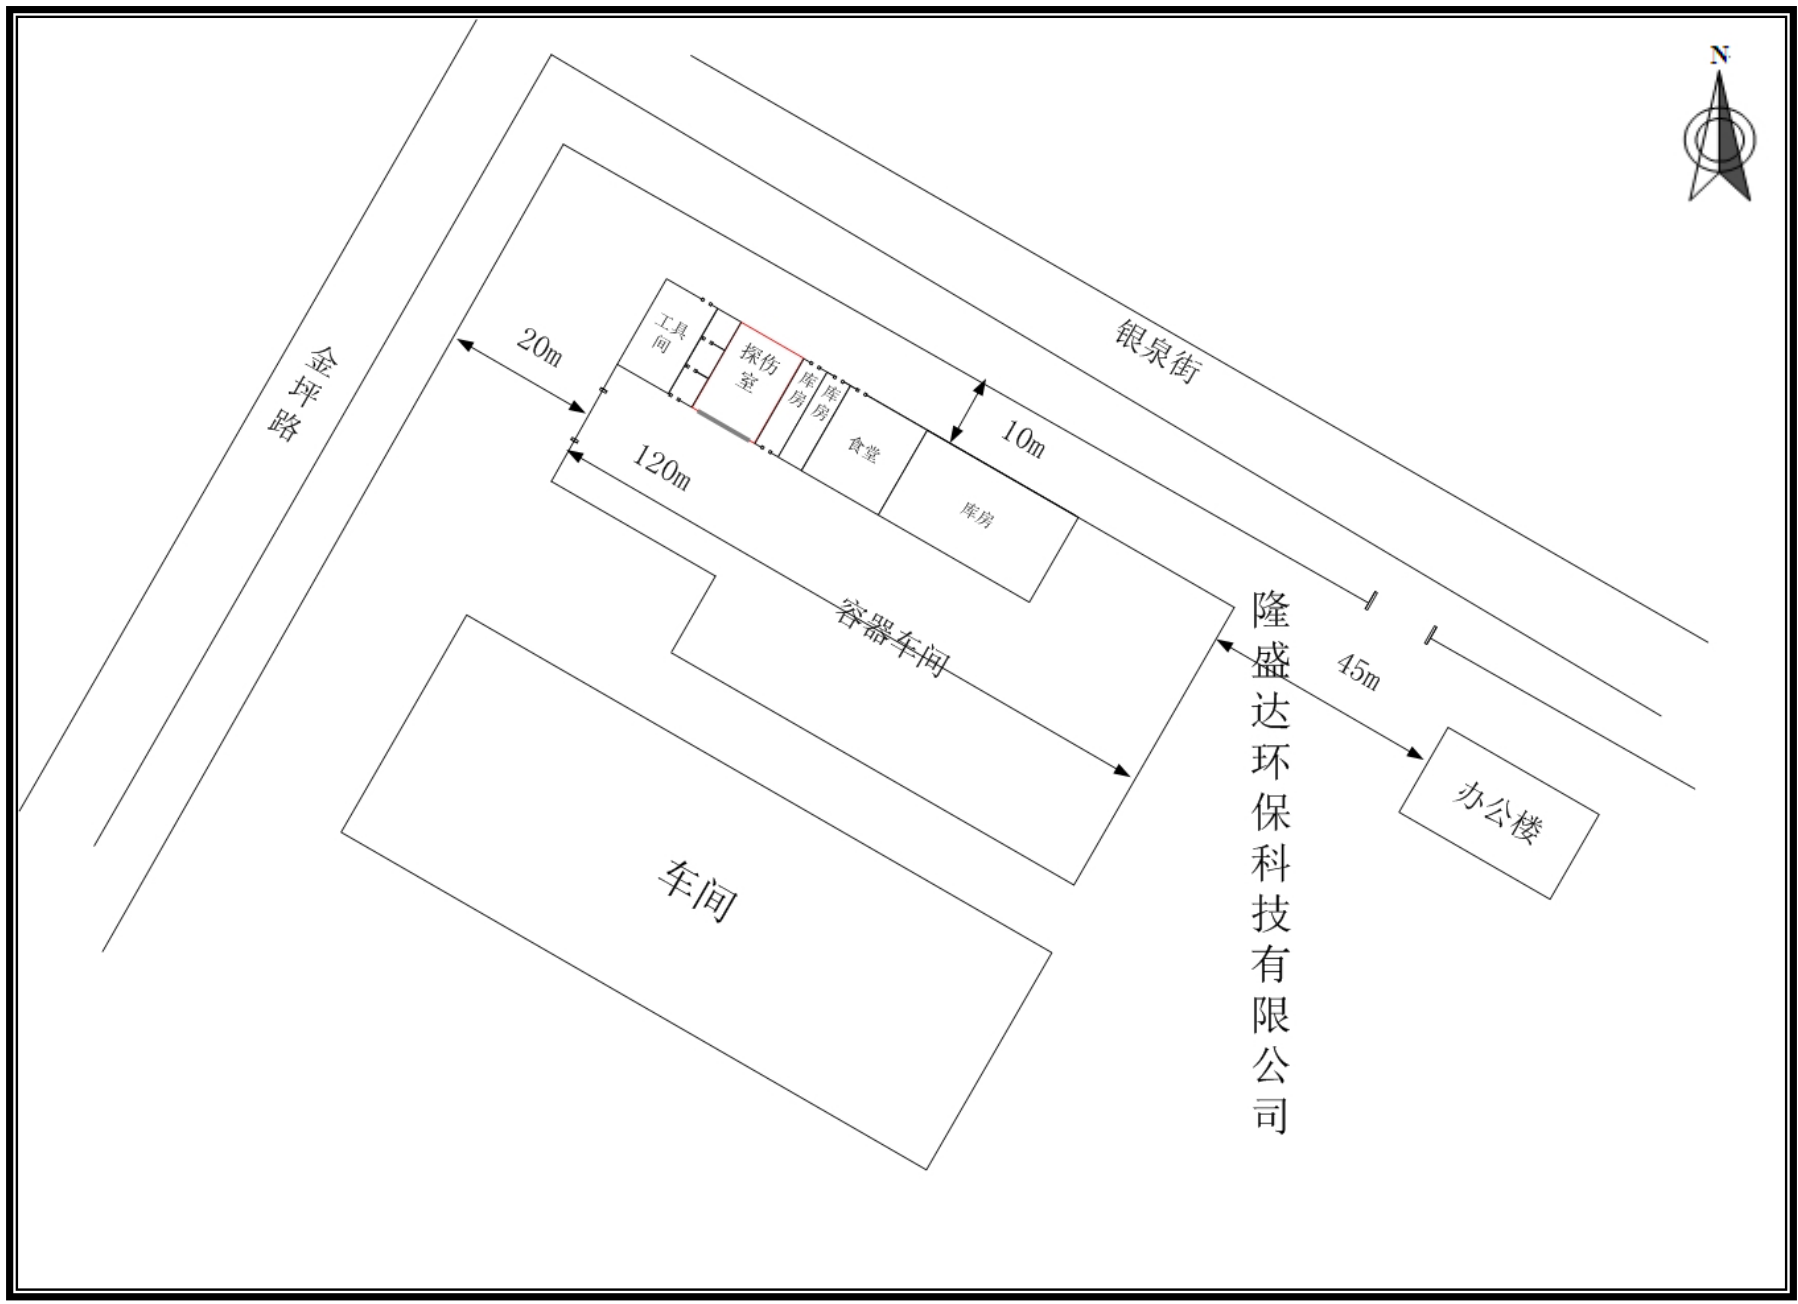 N
银泉街
金坪路
20m
工具
间
探伤
室
库房
库房
食堂
库房
10m
120m
容器车间
45m
隆盛达环保科技有限公司
办公楼
车间